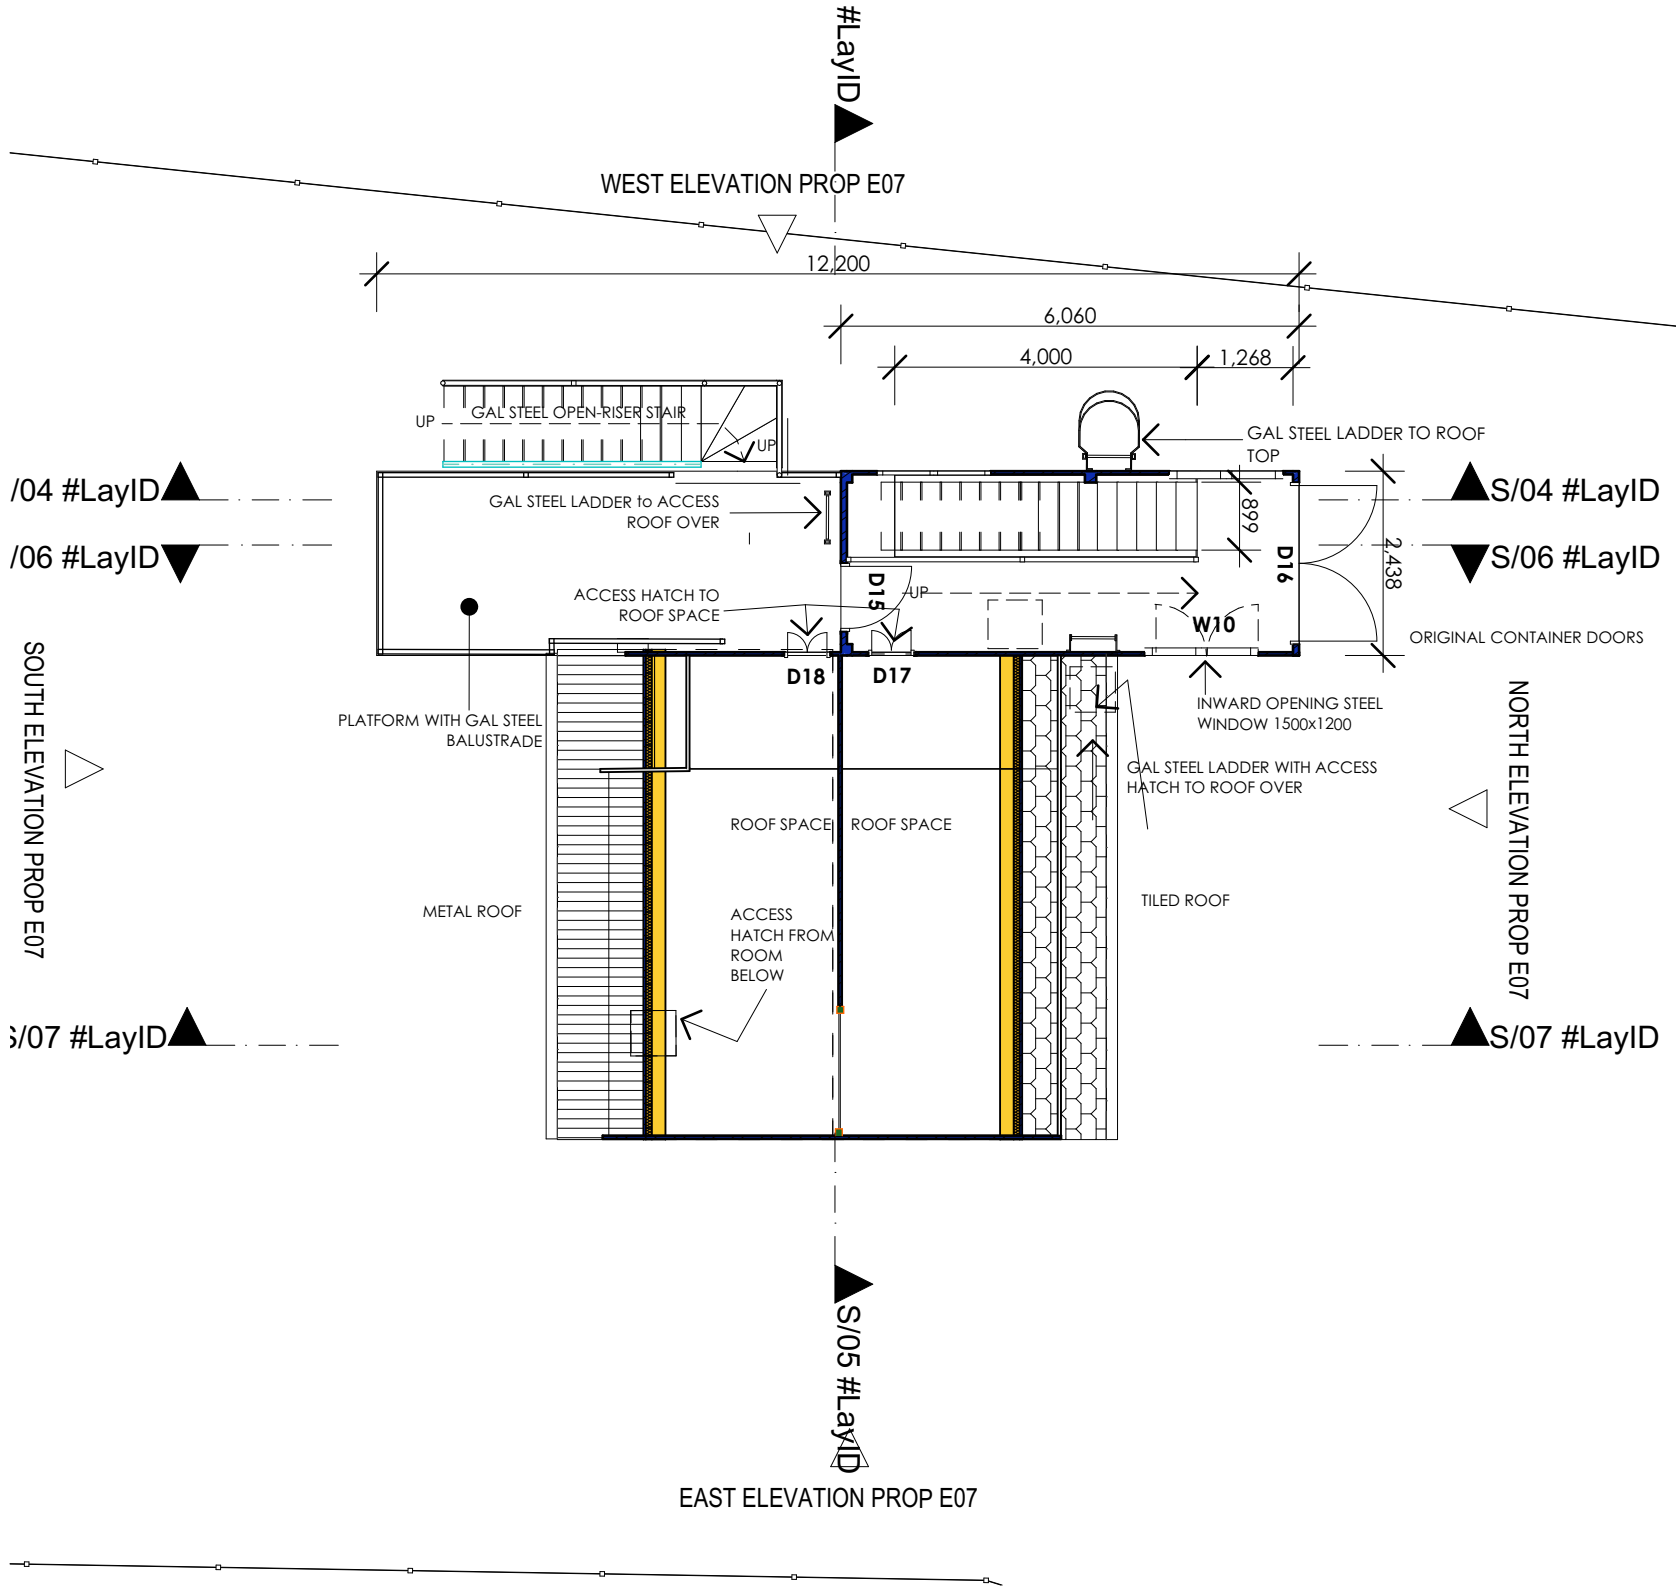 #LayID
WEST ELEVATION PROP E07
12,200
6,060
4,000
1,268
UP
GAL STEEL OPEN-RISER STAIR
UP
GAL STEEL LADDER TO ROOF
TOP
/04 #LayID
GAL STEEL LADDER to ACCESS
ROOF OVER
899
S/04 #LayID
/06 #LayID
D16
2,438
S/06 #LayID
ACCESS HATCH TO
ROOF SPACE
D15
UP
W10
ORIGINAL CONTAINER DOORS
D18
D17
SOUTH ELEVATION PROP E07
PLATFORM WITH GAL STEEL
BALUSTRADE
INWARD OPENING STEEL
WINDOW 1500x1200
NORTH ELEVATION PROP E07
GAL STEEL LADDER WITH ACCESS
HATCH TO ROOF OVER
ROOF SPACE
ROOF SPACE
METAL ROOF
TILED ROOF
ACCESS
HATCH FROM
ROOM
BELOW
S/07 #LayID
S/07 #LayID
S/05 #LayID
EAST ELEVATION PROP E07